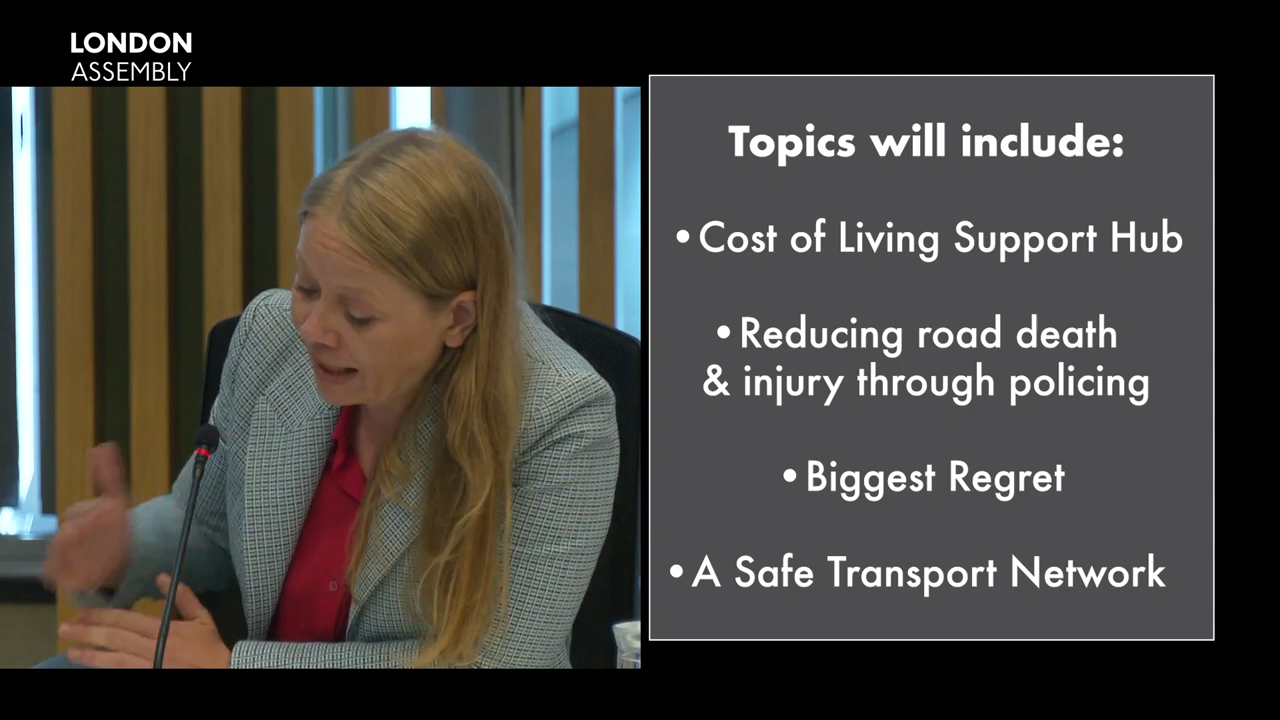 LONDON
ASSEMBLY
Topics will include:
•Cost of Living Support Hub
•Reducing road death
& injury through policing
•Biggest Regret
•A Safe Transport Network